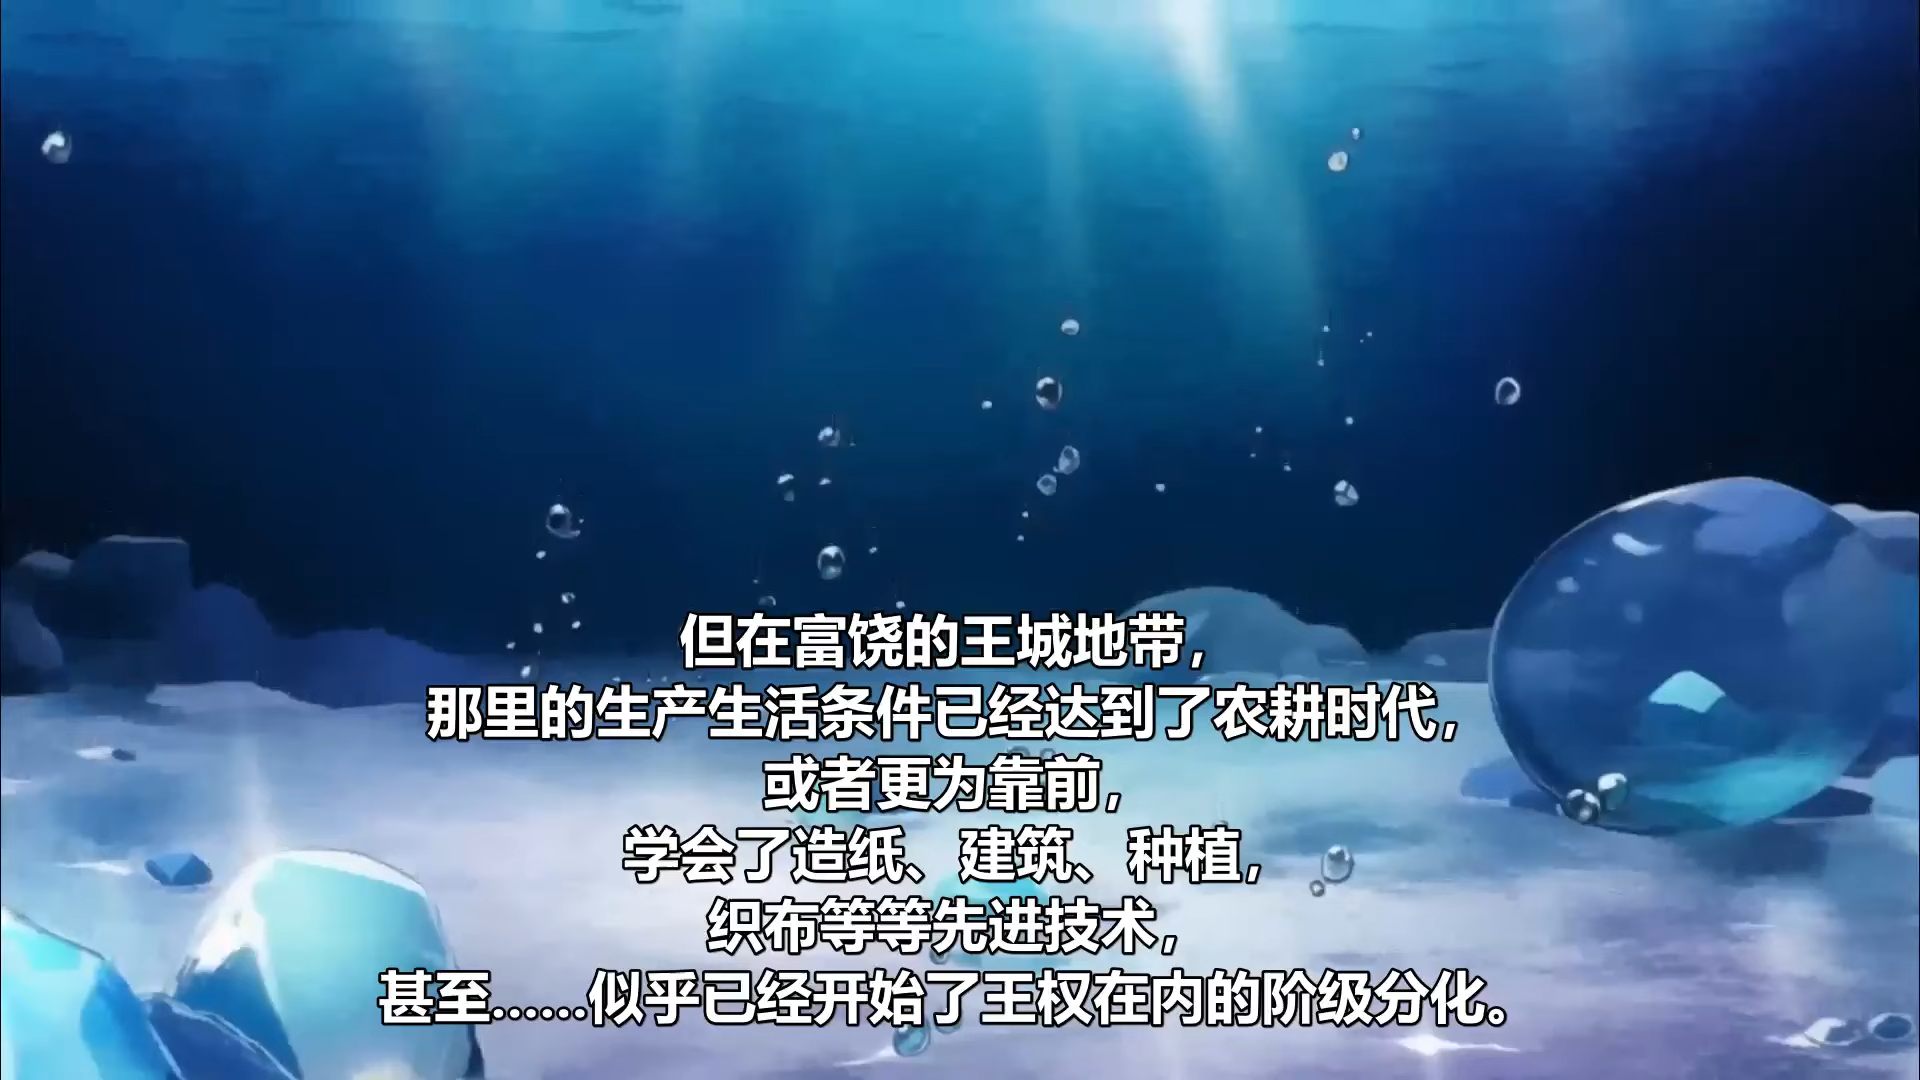 但在富饶的王城地带，
那里的生产生活条件已经达到了农耕时代，
或者更为靠前，
学会了造纸、建筑、种植，
织布等等先进技术，
甚至……似乎已经开始了王权在内的阶级分化。